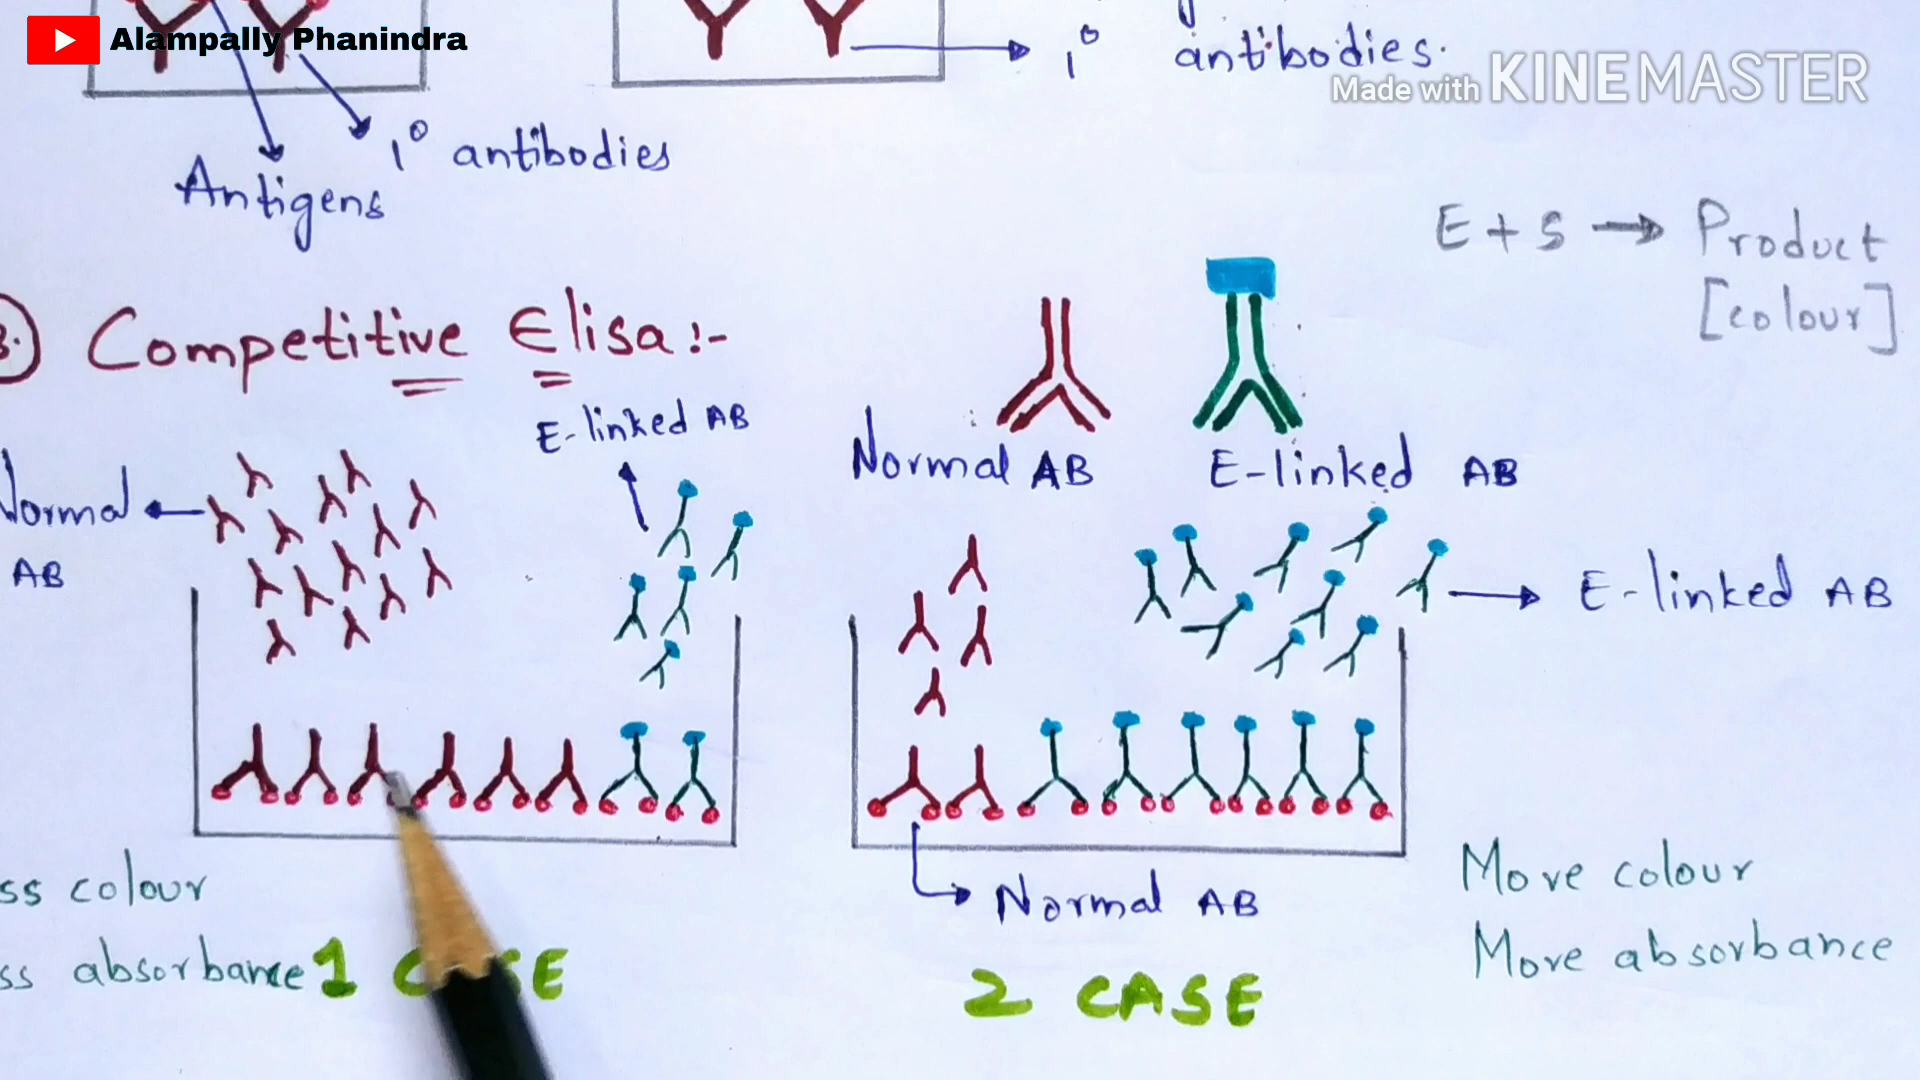 Alampally Phanindra
Made with KINEMASTER
1° antibodies.
1° antibodies
Antigens
E + S → Product
[colour]
3.) Competitive Elisa :-
E-linked AB
Normal AB
E-linked AB
Normal
AB
E-linked AB
Normal AB
ss colour
ss absorbance
1 CASE
2 CASE
More colour
More absorbance